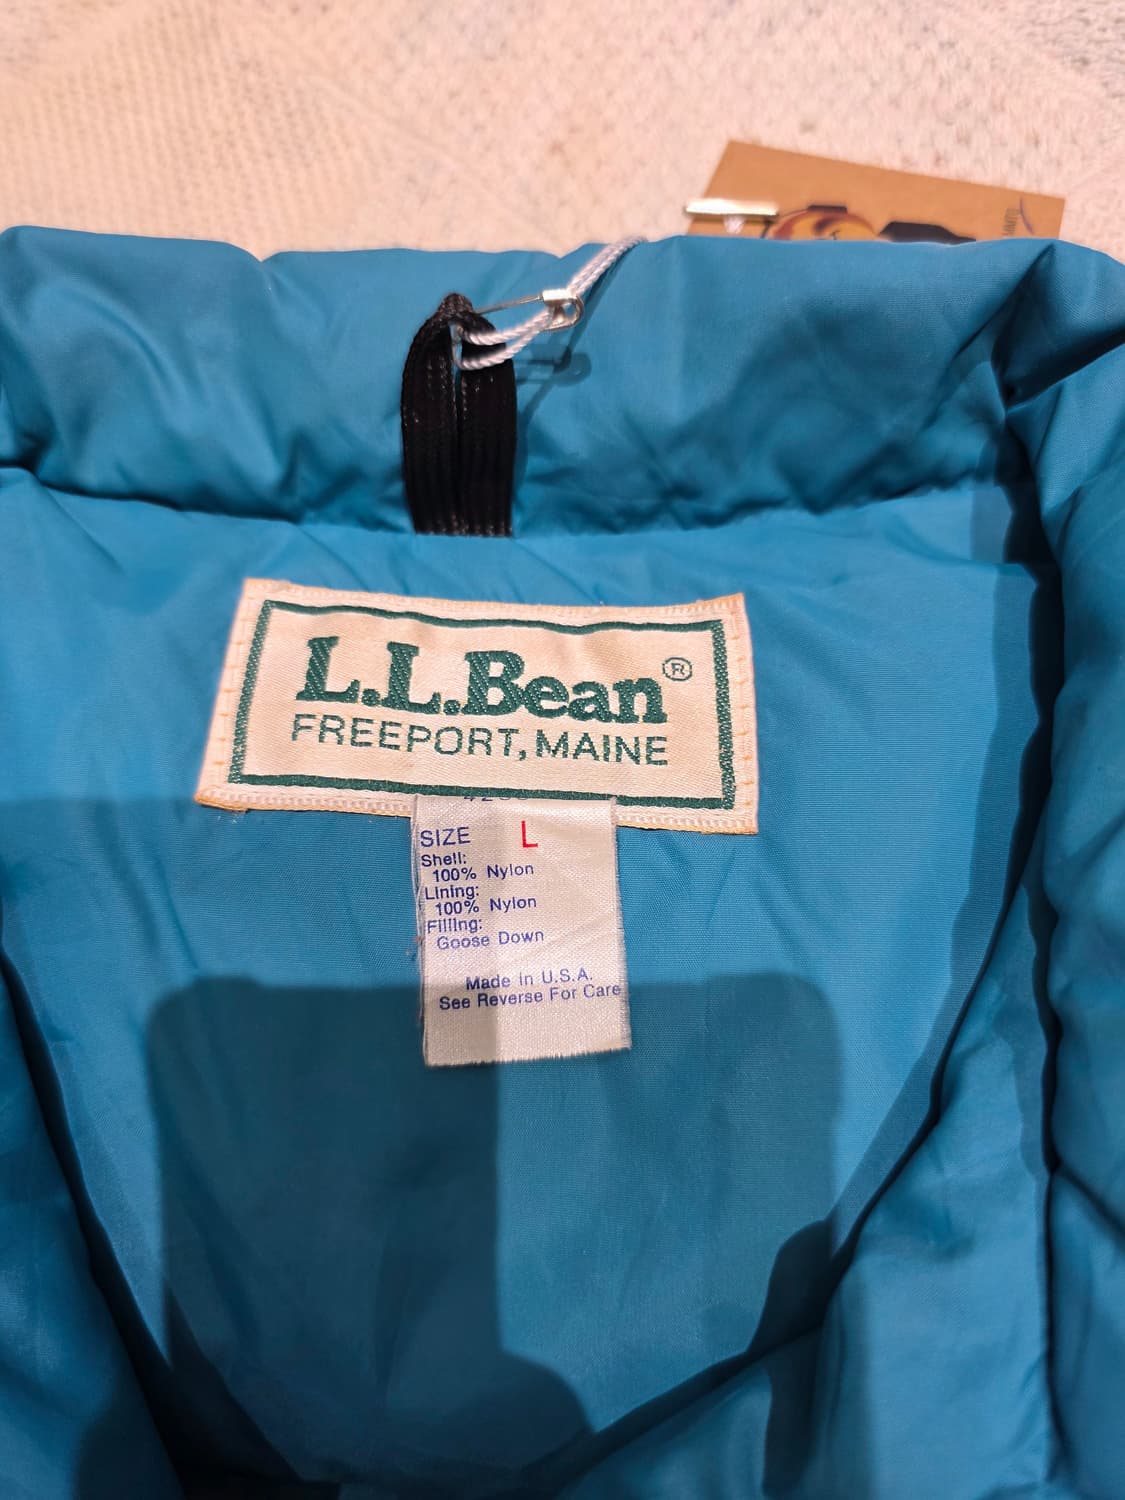 L.L.Bean®
FREEPORT, MAINE
SIZE L
Shell:
100% Nylon
Lining:
100% Nylon
Filling:
Goose Down
Made in U.S.A.
See Reverse For Care